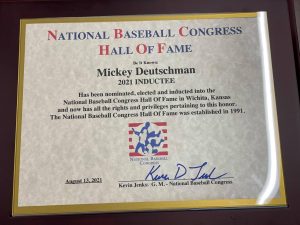 NATIONAL BASEBALL CONGRESS
HALL OF FAME
Be It Known:
Mickey Deutschman
2021 INDUCTEE
Has been nominated, elected and inducted into the
National Baseball Congress Hall Of Fame in Wichita, Kansas
and now has all the rights and privileges pertaining to this honor.
The National Baseball Congress Hall Of Fame was established in 1991.
NATIONAL BASEBALL
CONGRESS
August 13, 2021
Kevin Jenks: G. M. - National Baseball Congress